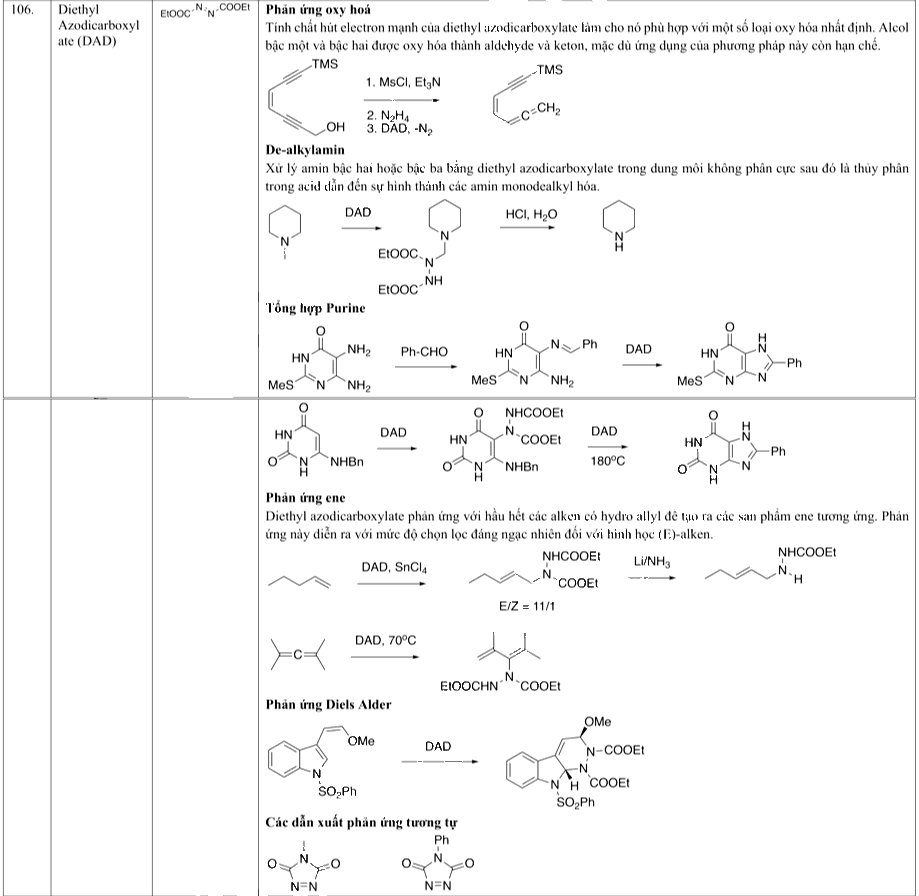 106.
Diethyl
Azodicarboxyl
ate (DAD)
EtOOC-N=N-COOEt
Phản ứng oxy hoá
Tính chất hút electron mạnh của diethyl azodicarboxylate làm cho nó phù hợp với một số loại oxy hóa nhất định. Alcol
bậc một và bậc hai được oxy hóa thành aldehyde và keton, mặc dù ứng dụng của phương pháp này còn hạn chế.
TMS
OH
1. MsCl, Et3N
2. N2H4
3. DAD, -N2
TMS
C=CH2
De-alkylamin
Xử lý amin bậc hai hoặc bậc ba bằng diethyl azodicarboxylate trong dung môi không phân cực sau đó là thủy phân
trong acid dẫn đến sự hình thành các amin monodealkyl hóa.
N
DAD
N
EtOOC
N
NH
EtOOC
HCl, H2O
N
H
Tổng hợp Purine
O
HN
NH2
MeS
N
NH2
Ph-CHO
O
HN
N
Ph
MeS
N
NH2
DAD
O
H
HN
N
Ph
MeS
N
N
O
HN
O
N
H
NHBn
DAD
O
NHCOOEt
N
COOEt
HN
O
N
H
NHBn
DAD
180°C
O
H
HN
N
Ph
O
N
H
N
Phản ứng ene
Diethyl azodicarboxylate phản ứng với hầu hết các alken có hydro allyl để tạo ra các sản phẩm ene tương ứng. Phản
ứng này diễn ra với mức độ chọn lọc đáng ngạc nhiên đối với hình học (E)-alken.
DAD, SnCl4
NHCOOEt
N
COOEt
E/Z = 11/1
Li/NH3
NHCOOEt
N
H
C
DAD, 70°C
EtOOCHN
N
COOEt
Phản ứng Diels Alder
OMe
N
SO2Ph
DAD
OMe
N-COOEt
N
COOEt
N
H
SO2Ph
Các dẫn xuất phản ứng tương tự
O
N
O
N=N
Ph
O
N
O
N=N